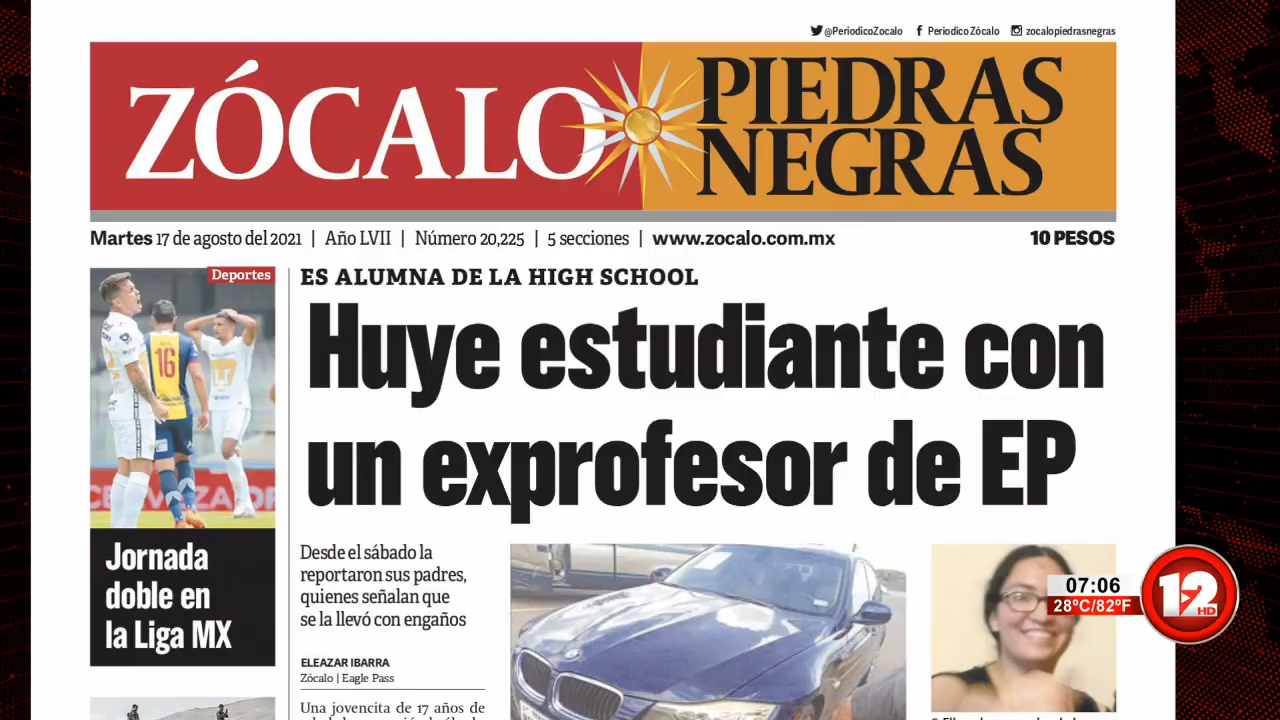 @PeriodicoZocalo Periodico Zócalo zocalopiedrasnegras
ZÓCALO
PIEDRAS
NEGRAS
Martes 17 de agosto del 2021 | Año LVII | Número 20,225 | 5 secciones | www.zocalo.com.mx
10 PESOS
Deportes
16
Jornada
doble en
la Liga MX
ES ALUMNA DE LA HIGH SCHOOL
Huye estudiante con
un exprofesor de EP
Desde el sábado la
reportaron sus padres,
quienes señalan que
se la llevó con engaños
ELEAZAR IBARRA
Zócalo | Eagle Pass
Una jovencita de 17 años de
07:06
28ºC/82ºF
12
HD